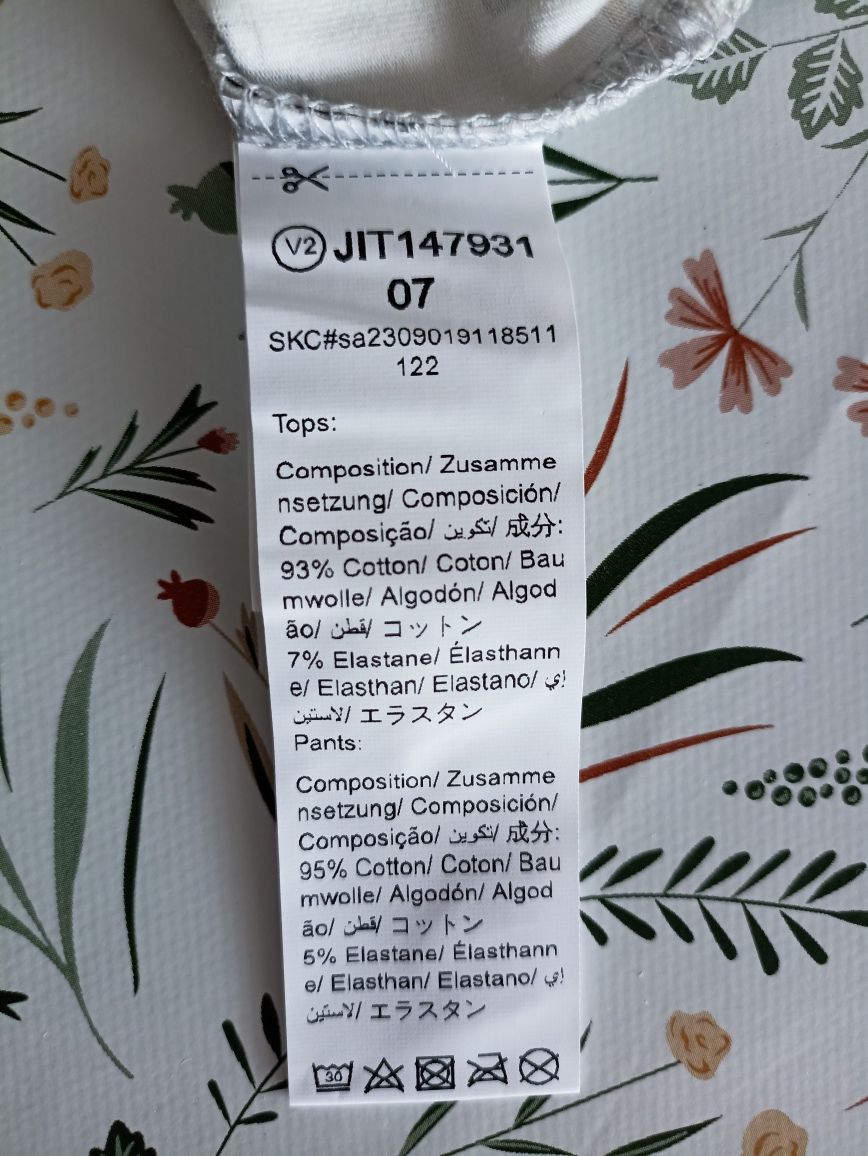 V2 JIT147931
07
SKC#sa2309019118511
122
Tops:
Composition/ Zusamme
nsetzung/ Composición/
Composição/ تكوين/ 成分:
93% Cotton/ Coton/ Bau
mwolle/ Algodón/ Algod
ão/ قطن/ コットン
7% Elastane/ Élasthann
e/ Elasthan/ Elastano/ إي
لاستين/ エラスタン
Pants:
Composition/ Zusamme
nsetzung/ Composición/
Composição/ تكوين/ 成分:
95% Cotton/ Coton/ Bau
mwolle/ Algodón/ Algod
ão/ قطن/ コットン
5% Elastane/ Élasthann
e/ Elasthan/ Elastano/ إي
لاستين/ エラスタン
30